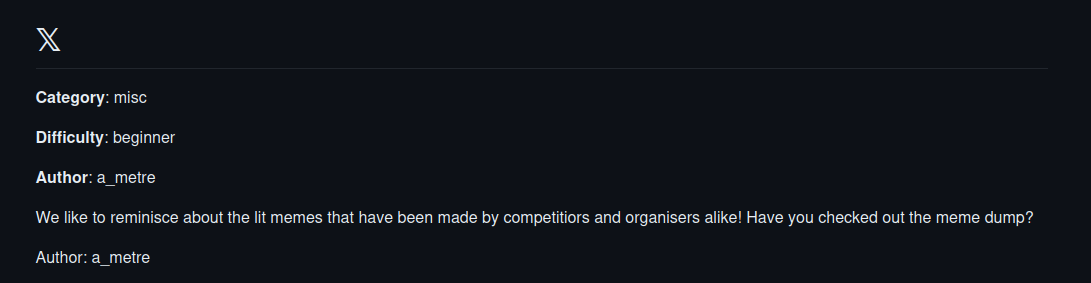 𝕏
Category: misc
Difficulty: beginner
Author: a_metre
We like to reminisce about the lit memes that have been made by competitiors and organisers alike! Have you checked out the meme dump?
Author: a_metre